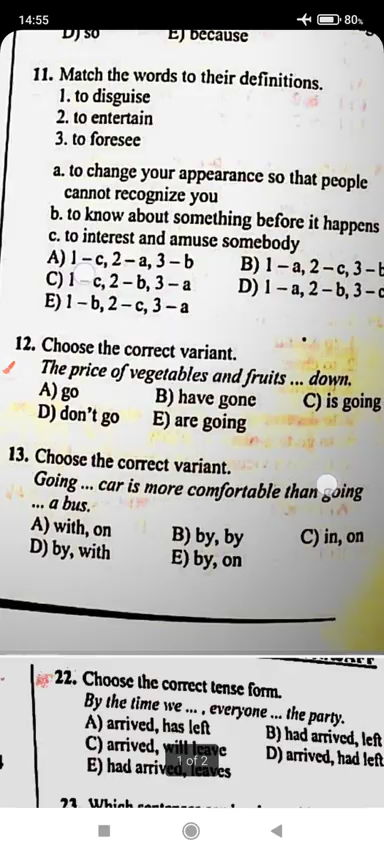 14:55
80%
D) so E) because
11. Match the words to their definitions.
1. to disguise
2. to entertain
3. to foresee
a. to change your appearance so that people
cannot recognize you
b. to know about something before it happens
c. to interest and amuse somebody
A) 1 – c, 2 – a, 3 – b B) 1 – a, 2 – c, 3 – b
C) 1 – c, 2 – b, 3 – a D) 1 – a, 2 – b, 3 – c
E) 1 – b, 2 – c, 3 – a
12. Choose the correct variant.
The price of vegetables and fruits ... down.
A) go B) have gone C) is going
D) don't go E) are going
13. Choose the correct variant.
Going ... car is more comfortable than going
... a bus.
A) with, on B) by, by C) in, on
D) by, with E) by, on
22. Choose the correct tense form.
By the time we ... , everyone ... the party.
A) arrived, has left B) had arrived, left
C) arrived, will leave D) arrived, had left
E) had arrived, leaves
1 of 2
23. Which